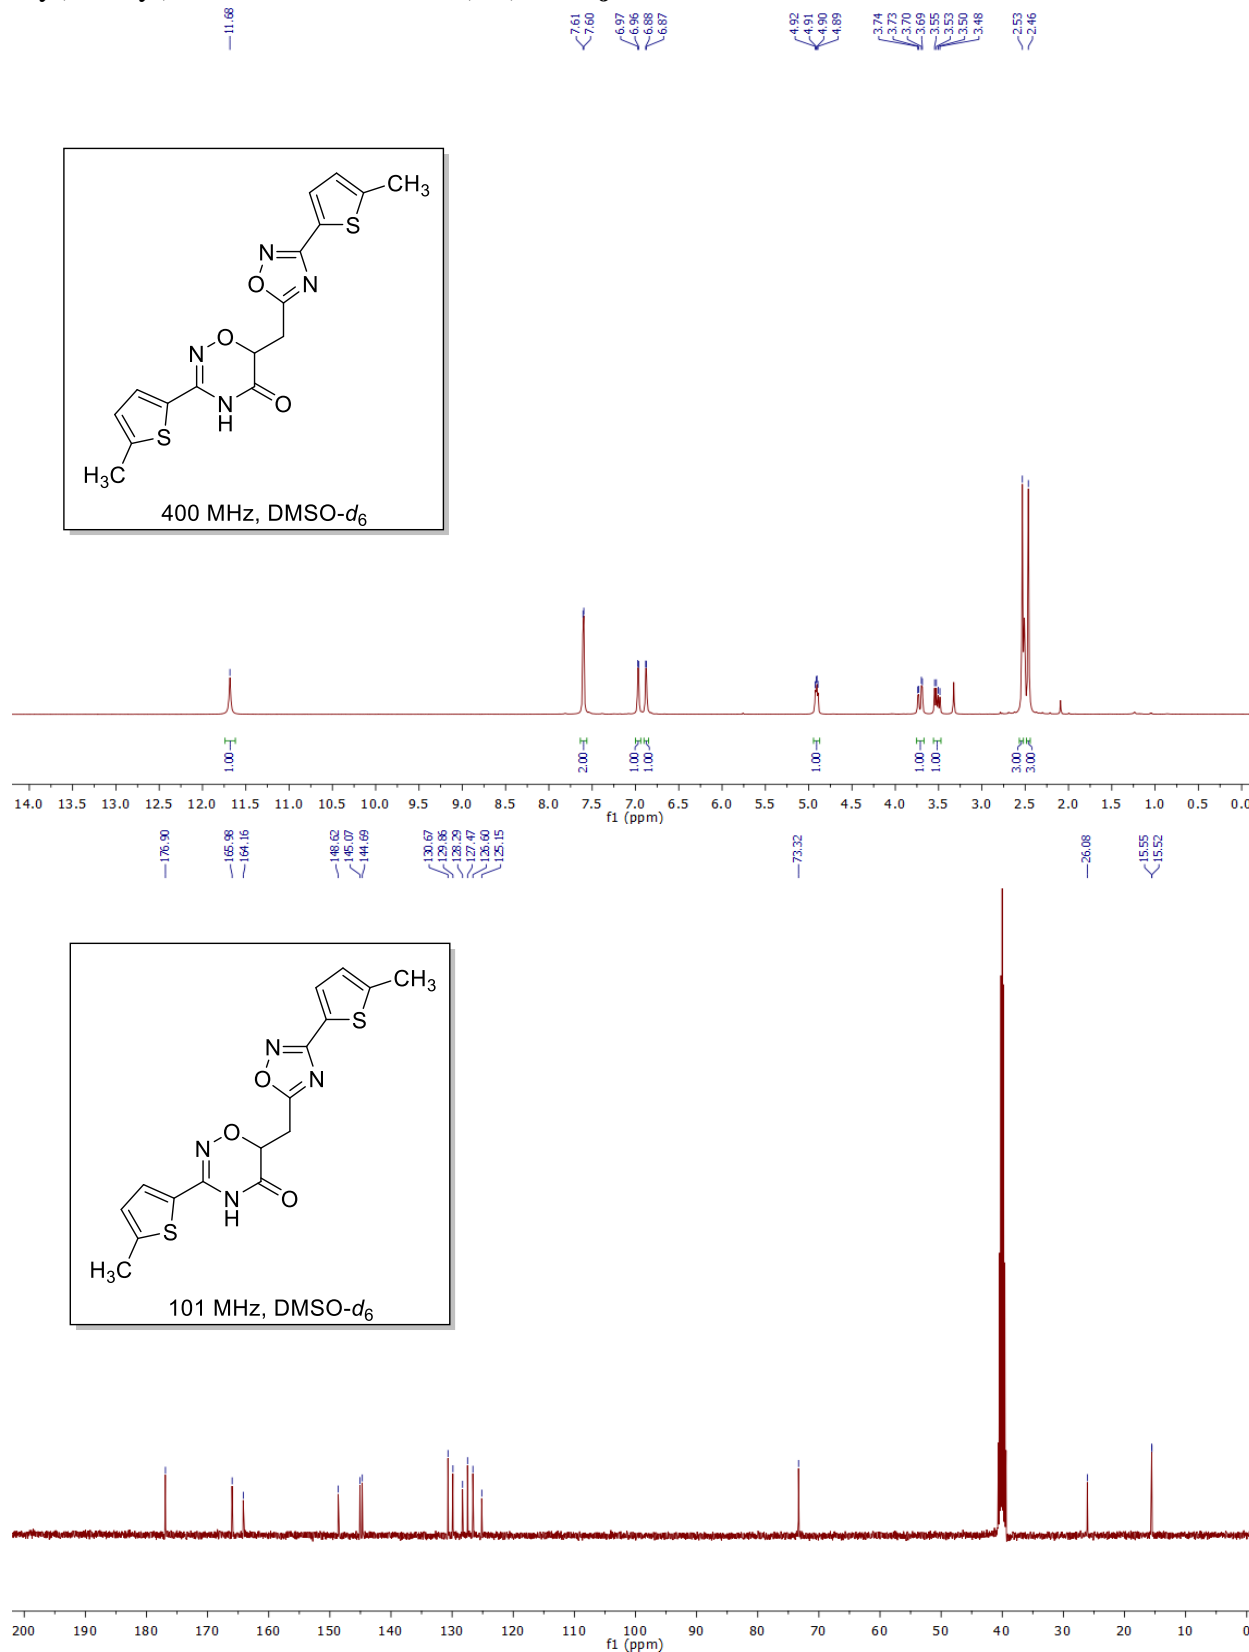 11.68 7.61 7.60 6.97 6.96 6.88 6.87 4.92 4.91 4.90 4.89 3.74 3.73 3.70 3.69 3.55 3.53 3.50 3.48 2.53 2.46
CH3
S
N
O N
O
N
N O
H
S
H3C
400 MHz, DMSO-d6
1.00 2.00 1.00 1.00 1.00 1.00 1.00 3.00 3.00
14.0 13.5 13.0 12.5 12.0 11.5 11.0 10.5 10.0 9.5 9.0 8.5 8.0 7.5 7.0 6.5 6.0 5.5 5.0 4.5 4.0 3.5 3.0 2.5 2.0 1.5 1.0 0.5 0.0
f1 (ppm)
176.90 165.98 164.16 148.62 145.07 144.69 130.67 129.86 128.29 127.47 126.60 125.15 73.32 26.08 15.55 15.52
CH3
S
N
O N
O
N
N O
H
S
H3C
101 MHz, DMSO-d6
200 190 180 170 160 150 140 130 120 110 100 90 80 70 60 50 40 30 20 10 0
f1 (ppm)